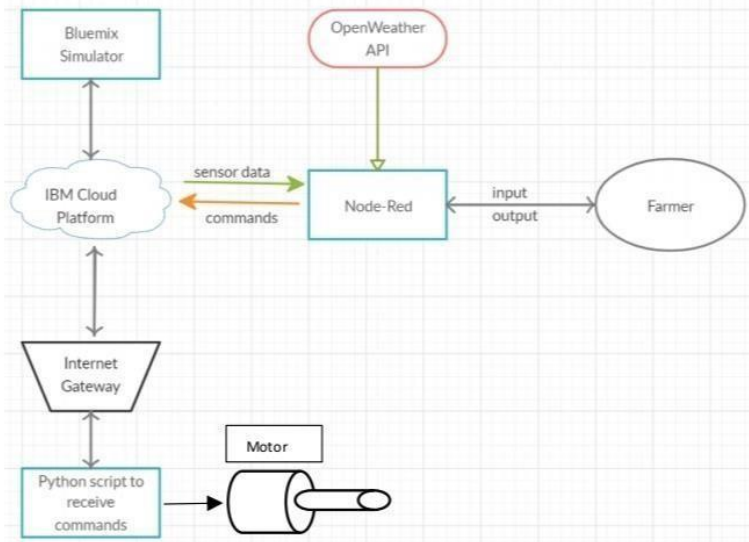 Bluemix
Simulator
OpenWeather
API
IBM Cloud
Platform
sensor data
commands
Node-Red
input
output
Farmer
Internet
Gateway
Motor
Python script to
receive
commands